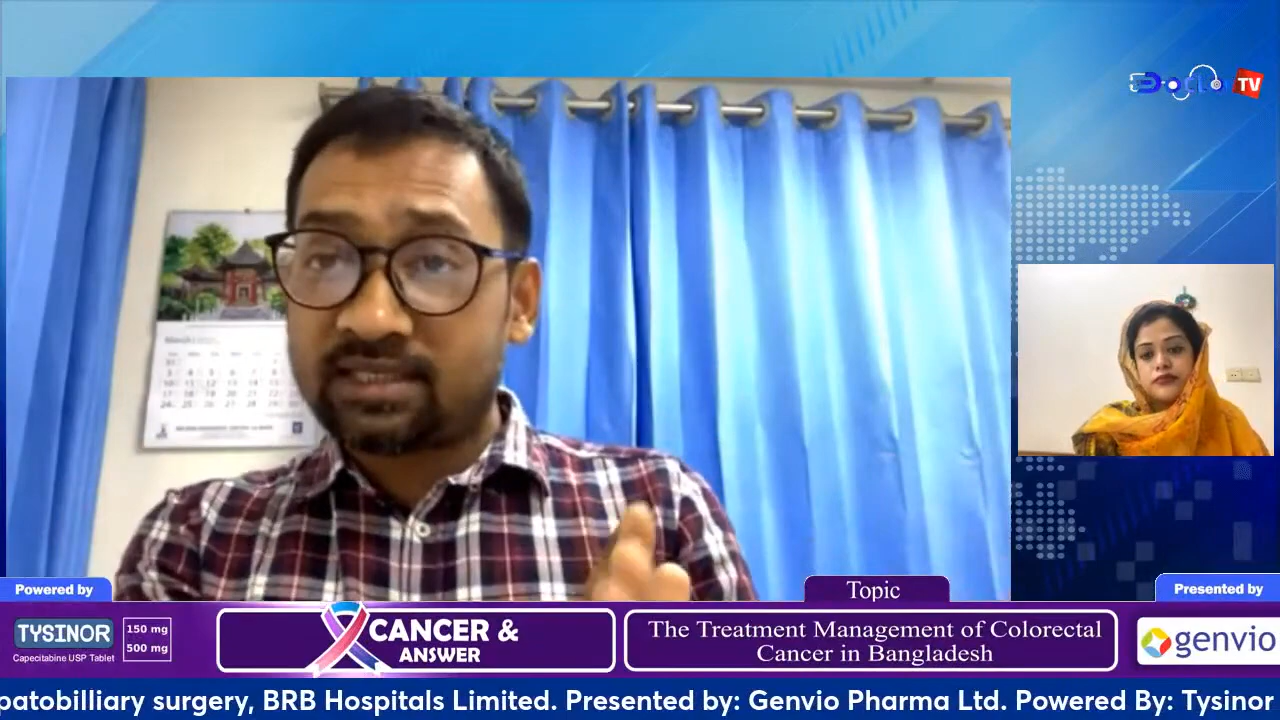 TV
Powered by
Topic
Presented by
TYSINOR
150 mg
500 mg
Capecitabine USP Tablet
CANCER &
ANSWER
The Treatment Management of Colorectal
Cancer in Bangladesh
genvio
patobilliary surgery, BRB Hospitals Limited. Presented by: Genvio Pharma Ltd. Powered By: Tysinor